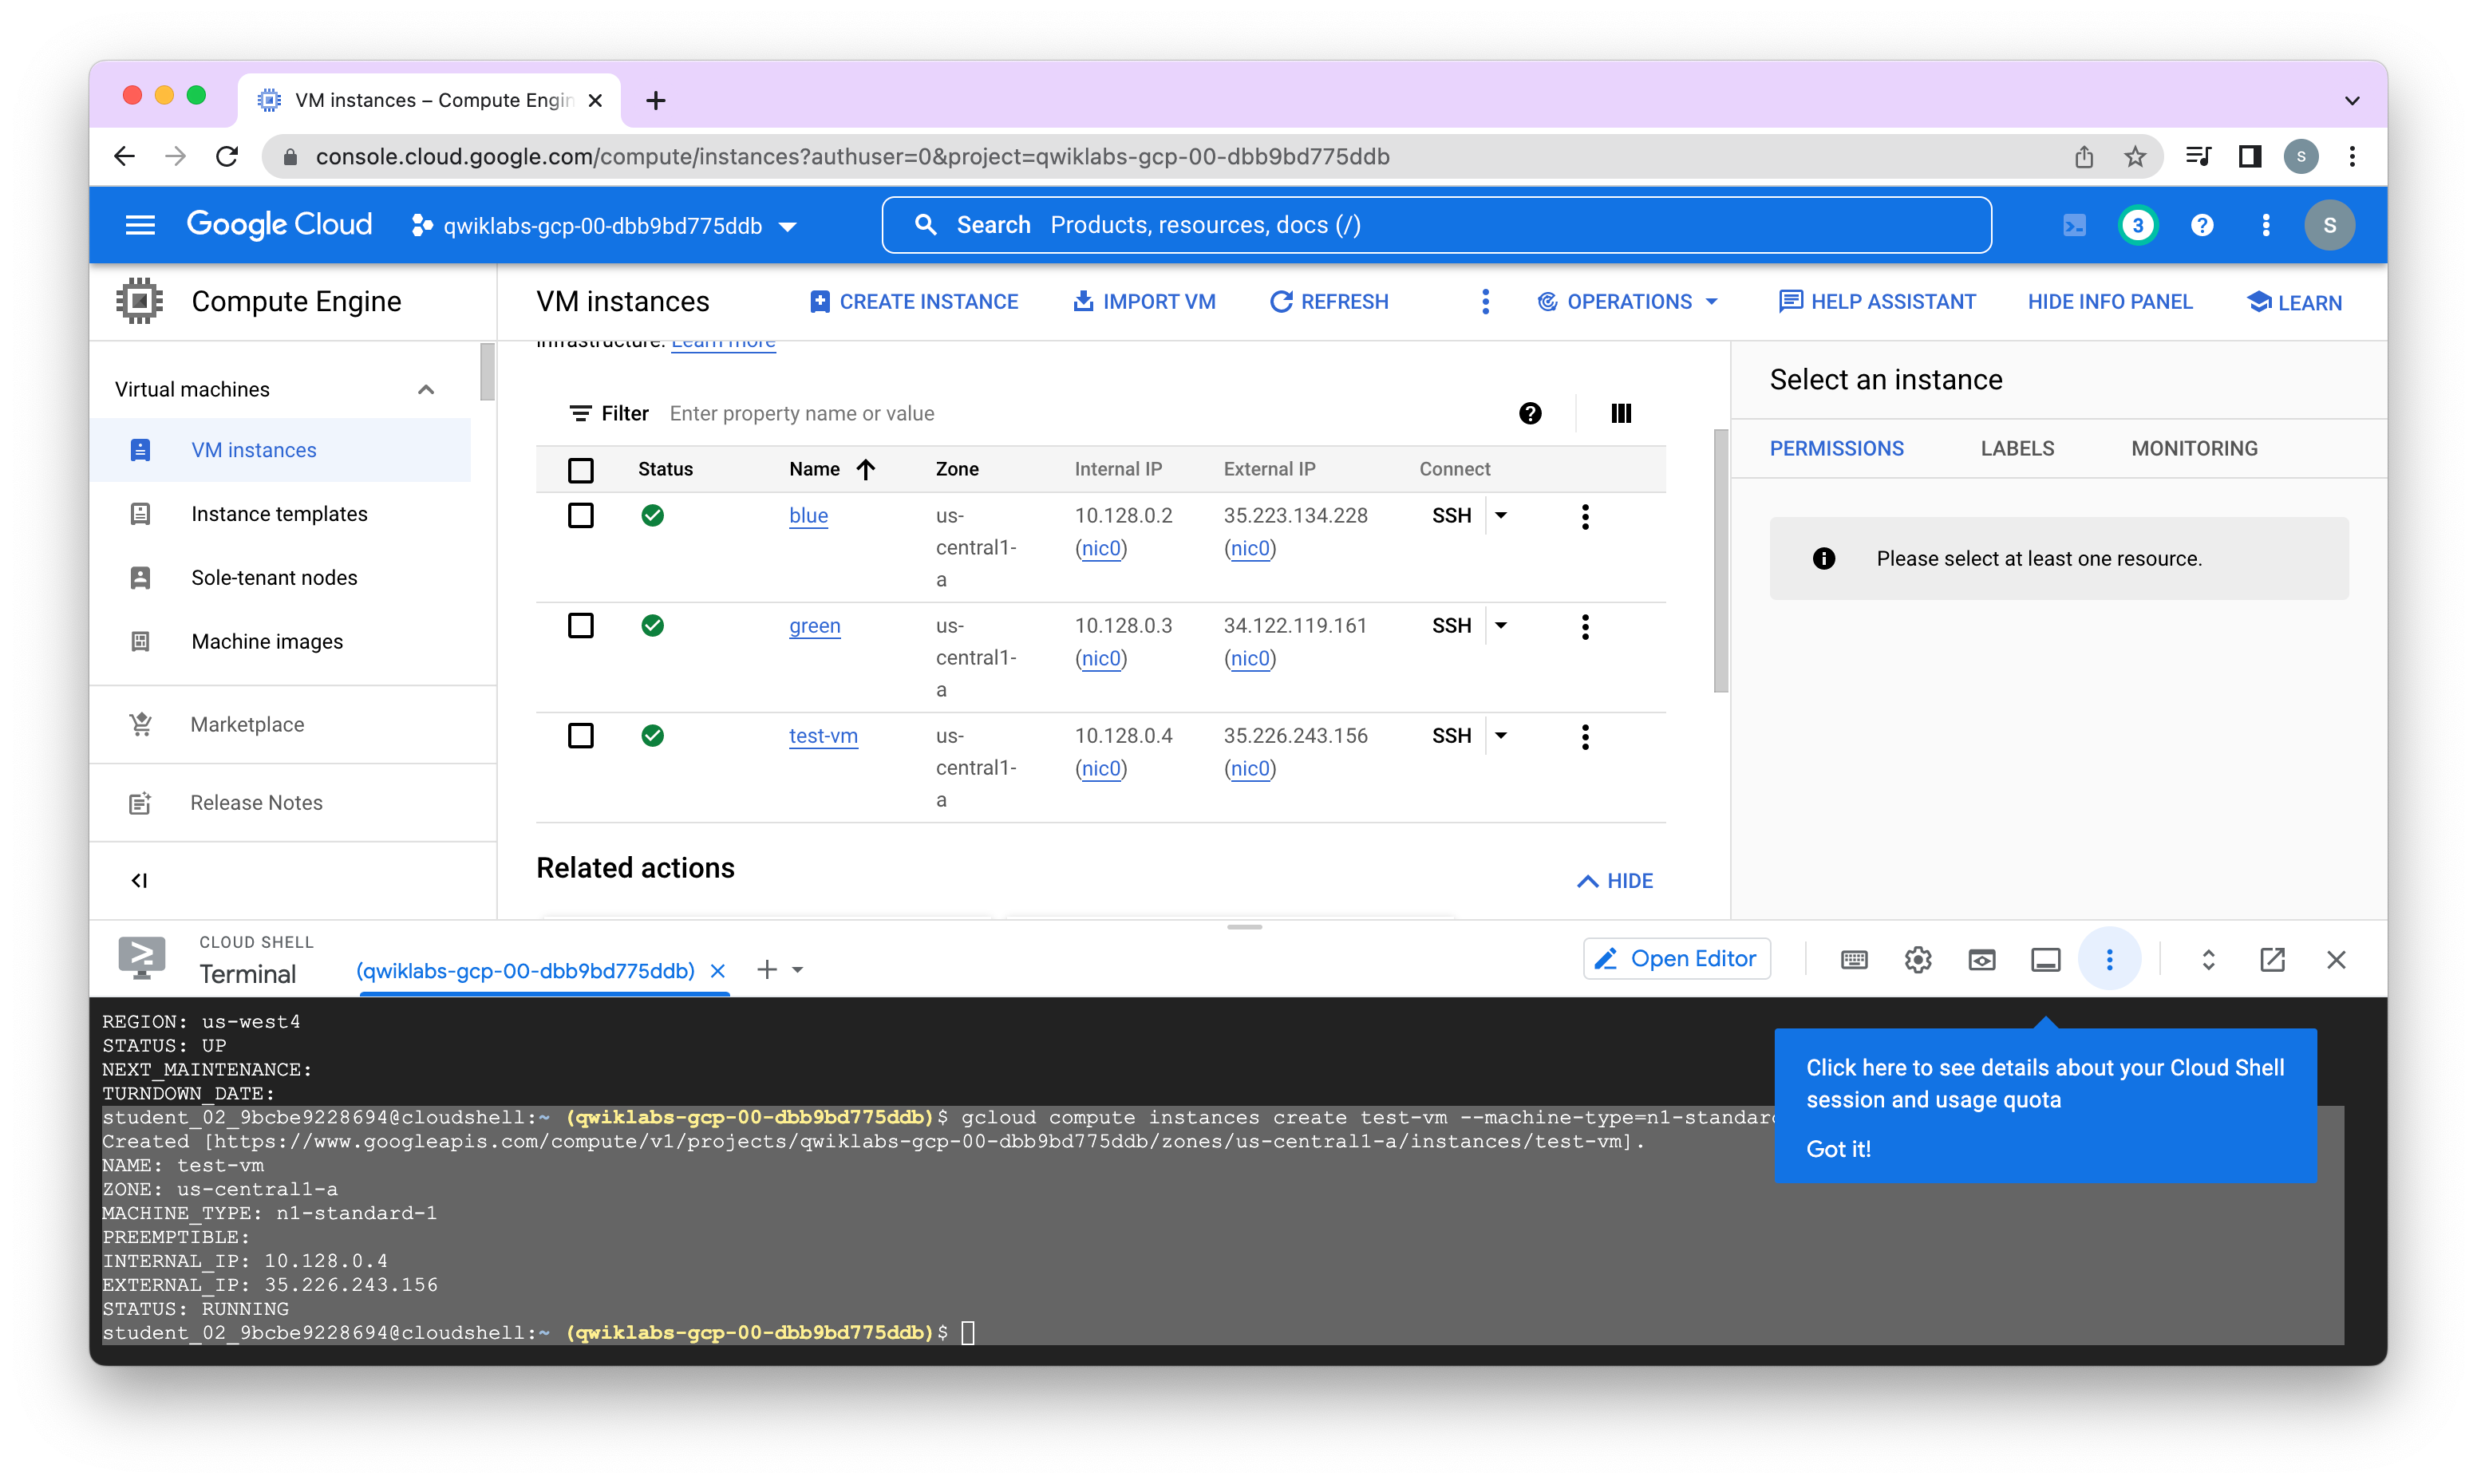 VM instances – Compute Engin
console.cloud.google.com/compute/instances?authuser=0&project=qwiklabs-gcp-00-dbb9bd775ddb
S
Google Cloud
qwiklabs-gcp-00-dbb9bd775ddb
Search Products, resources, docs (/)
3
S
Compute Engine
VM instances
CREATE INSTANCE
IMPORT VM
REFRESH
OPERATIONS
HELP ASSISTANT
HIDE INFO PANEL
LEARN
Virtual machines
VM instances
Instance templates
Sole-tenant nodes
Machine images
Marketplace
Release Notes
infrastructure. Learn more
Filter Enter property name or value
Status Name Zone Internal IP External IP Connect
blue us-central1-a 10.128.0.2 (nic0) 35.223.134.228 (nic0) SSH
green us-central1-a 10.128.0.3 (nic0) 34.122.119.161 (nic0) SSH
test-vm us-central1-a 10.128.0.4 (nic0) 35.226.243.156 (nic0) SSH
Related actions
HIDE
Select an instance
PERMISSIONS LABELS MONITORING
Please select at least one resource.
CLOUD SHELL
Terminal
(qwiklabs-gcp-00-dbb9bd775ddb)
Open Editor
REGION: us-west4
STATUS: UP
NEXT_MAINTENANCE:
TURNDOWN_DATE:
student_02_9bcbe9228694@cloudshell:~ (qwiklabs-gcp-00-dbb9bd775ddb)$ gcloud compute instances create test-vm --machine-type=n1-standard
Created [https://www.googleapis.com/compute/v1/projects/qwiklabs-gcp-00-dbb9bd775ddb/zones/us-central1-a/instances/test-vm].
NAME: test-vm
ZONE: us-central1-a
MACHINE_TYPE: n1-standard-1
PREEMPTIBLE:
INTERNAL_IP: 10.128.0.4
EXTERNAL_IP: 35.226.243.156
STATUS: RUNNING
student_02_9bcbe9228694@cloudshell:~ (qwiklabs-gcp-00-dbb9bd775ddb)$
Click here to see details about your Cloud Shell
session and usage quota
Got it!